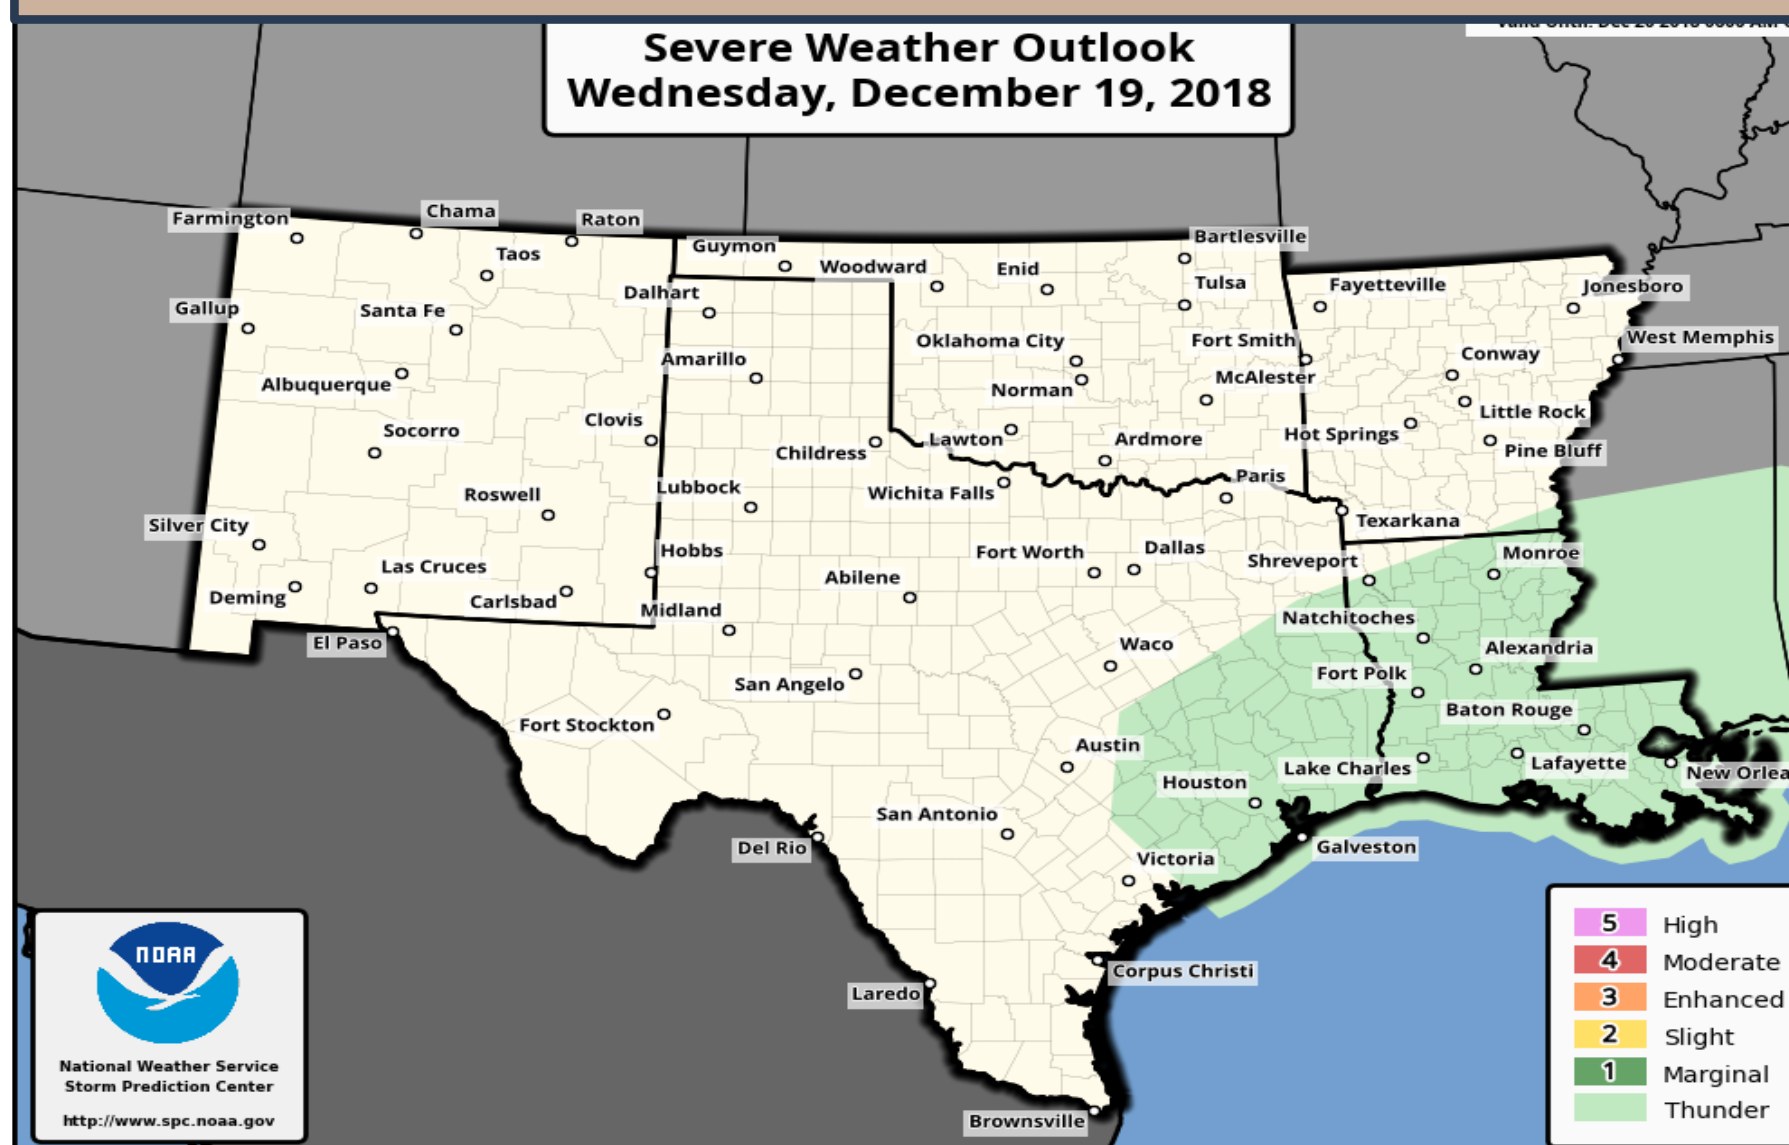 Severe Weather Outlook
Wednesday, December 19, 2018
Farmington
Chama
Raton
Taos
Guymon
Woodward
Enid
Bartlesville
Tulsa
Fayetteville
Jonesboro
Gallup
Santa Fe
Dalhart
Amarillo
Oklahoma City
Fort Smith
West Memphis
Conway
Albuquerque
Norman
McAlester
Little Rock
Socorro
Clovis
Childress
Lawton
Ardmore
Hot Springs
Pine Bluff
Roswell
Lubbock
Wichita Falls
Paris
Silver City
Texarkana
Hobbs
Fort Worth
Dallas
Shreveport
Monroe
Las Cruces
Abilene
Deming
Carlsbad
Midland
Natchitoches
El Paso
Waco
Alexandria
San Angelo
Fort Polk
Fort Stockton
Baton Rouge
Austin
Houston
Lake Charles
Lafayette
New Orlea
San Antonio
Del Rio
Victoria
Galveston
Corpus Christi
Laredo
Brownsville
NOAA
National Weather Service
Storm Prediction Center
http://www.spc.noaa.gov
5 High
4 Moderate
3 Enhanced
2 Slight
1 Marginal
Thunder